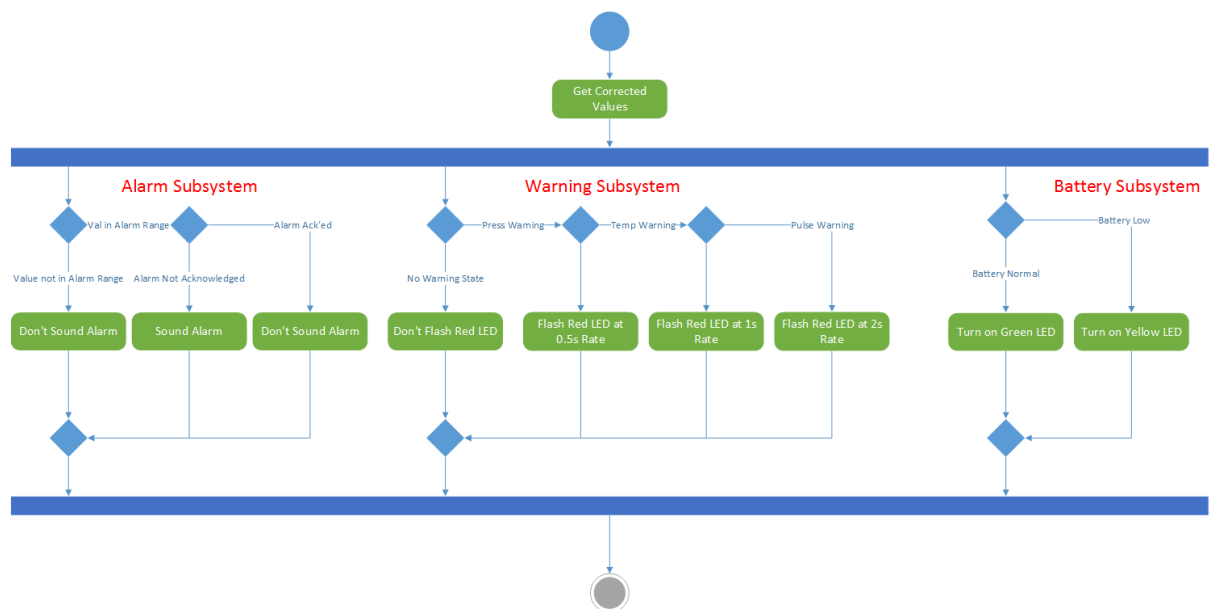 Get Corrected
Values
Alarm Subsystem
Warning Subsystem
Battery Subsystem
Val in Alarm Range
Alarm Ack'ed
Press Warning
Temp Warning
Pulse Warning
Battery Low
Value not in Alarm Range
Alarm Not Acknowledged
No Warning State
Battery Normal
Don't Sound Alarm
Sound Alarm
Don't Sound Alarm
Don't Flash Red LED
Flash Red LED at
0.5s Rate
Flash Red LED at 1s
Rate
Flash Red LED at 2s
Rate
Turn on Green LED
Turn on Yellow LED